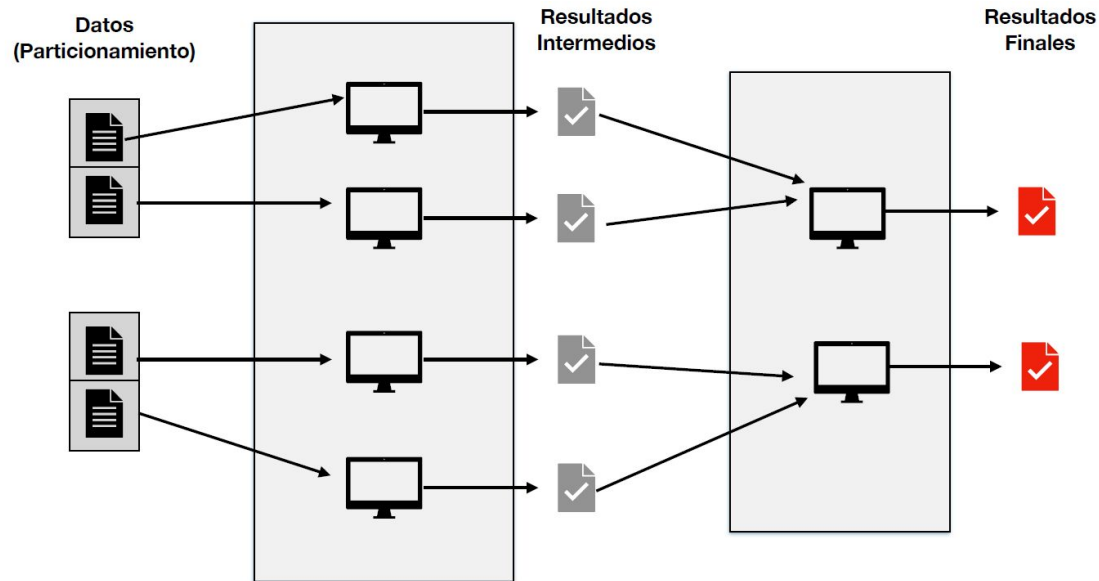 Datos
(Particionamiento)
Resultados
Intermedios
Resultados
Finales